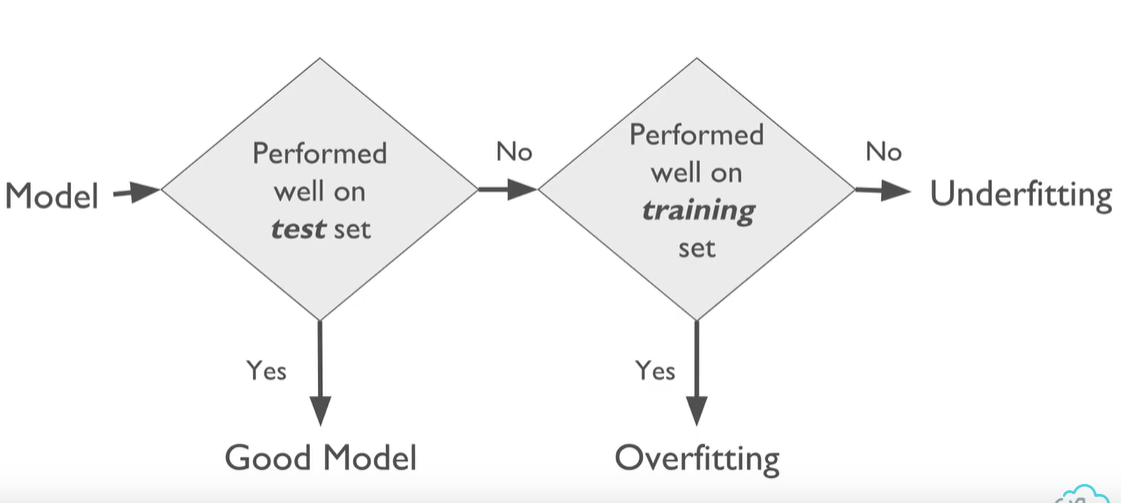 Model
Performed
well on
test set
Yes
Good Model
No
Performed
well on
training
set
Yes
Overfitting
No
Underfitting